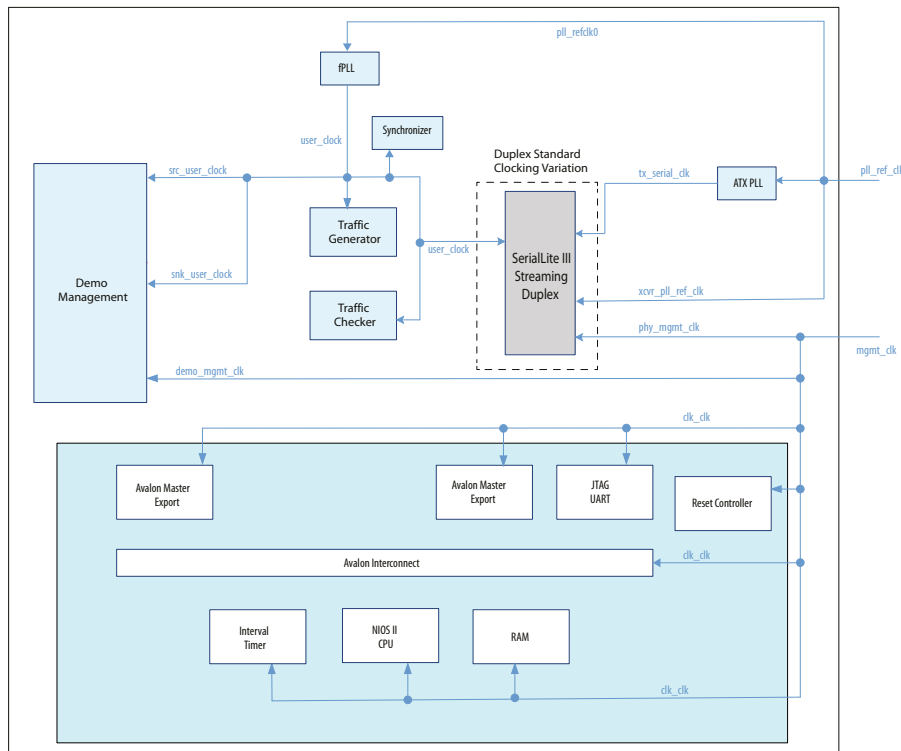 pll_refclk0
fPLL
user_clock
Synchronizer
Duplex Standard
Clocking Variation
src_user_clock
tx_serial_clk
ATX PLL
pll_ref_clk
Traffic
Generator
user_clock
SerialLite III
Streaming
Duplex
snk_user_clock
Demo
Management
Traffic
Checker
xcvr_pll_ref_clk
phy_mgmt_clk
mgmt_clk
demo_mgmt_clk
clk_clk
Avalon Master
Export
Avalon Master
Export
JTAG
UART
Reset Controller
Avalon Interconnect
clk_clk
Interval
Timer
NIOS II
CPU
RAM
clk_clk